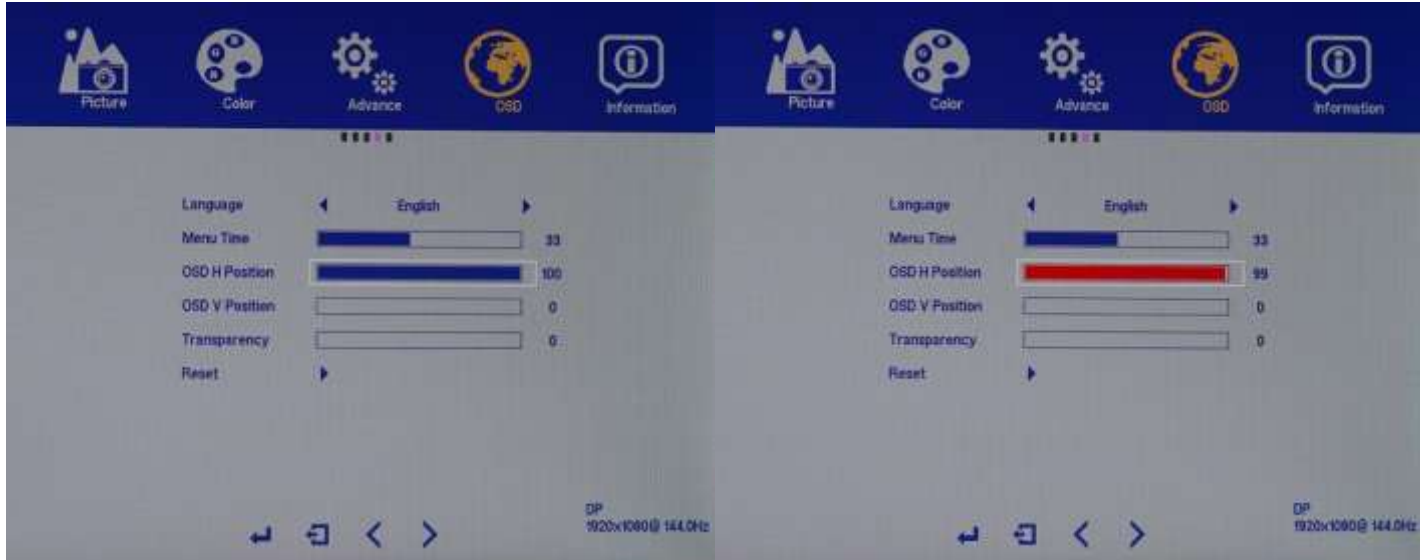 Picture Color Advance OSD Information
Language English
Menu Time 33
OSD H Position 100
OSD V Position 0
Transparency 0
Reset
DP
1920x1080@ 144.0Hz
Picture Color Advance OSD Information
Language English
Menu Time 33
OSD H Position 99
OSD V Position 0
Transparency 0
Reset
DP
1920x1080@ 144.0Hz